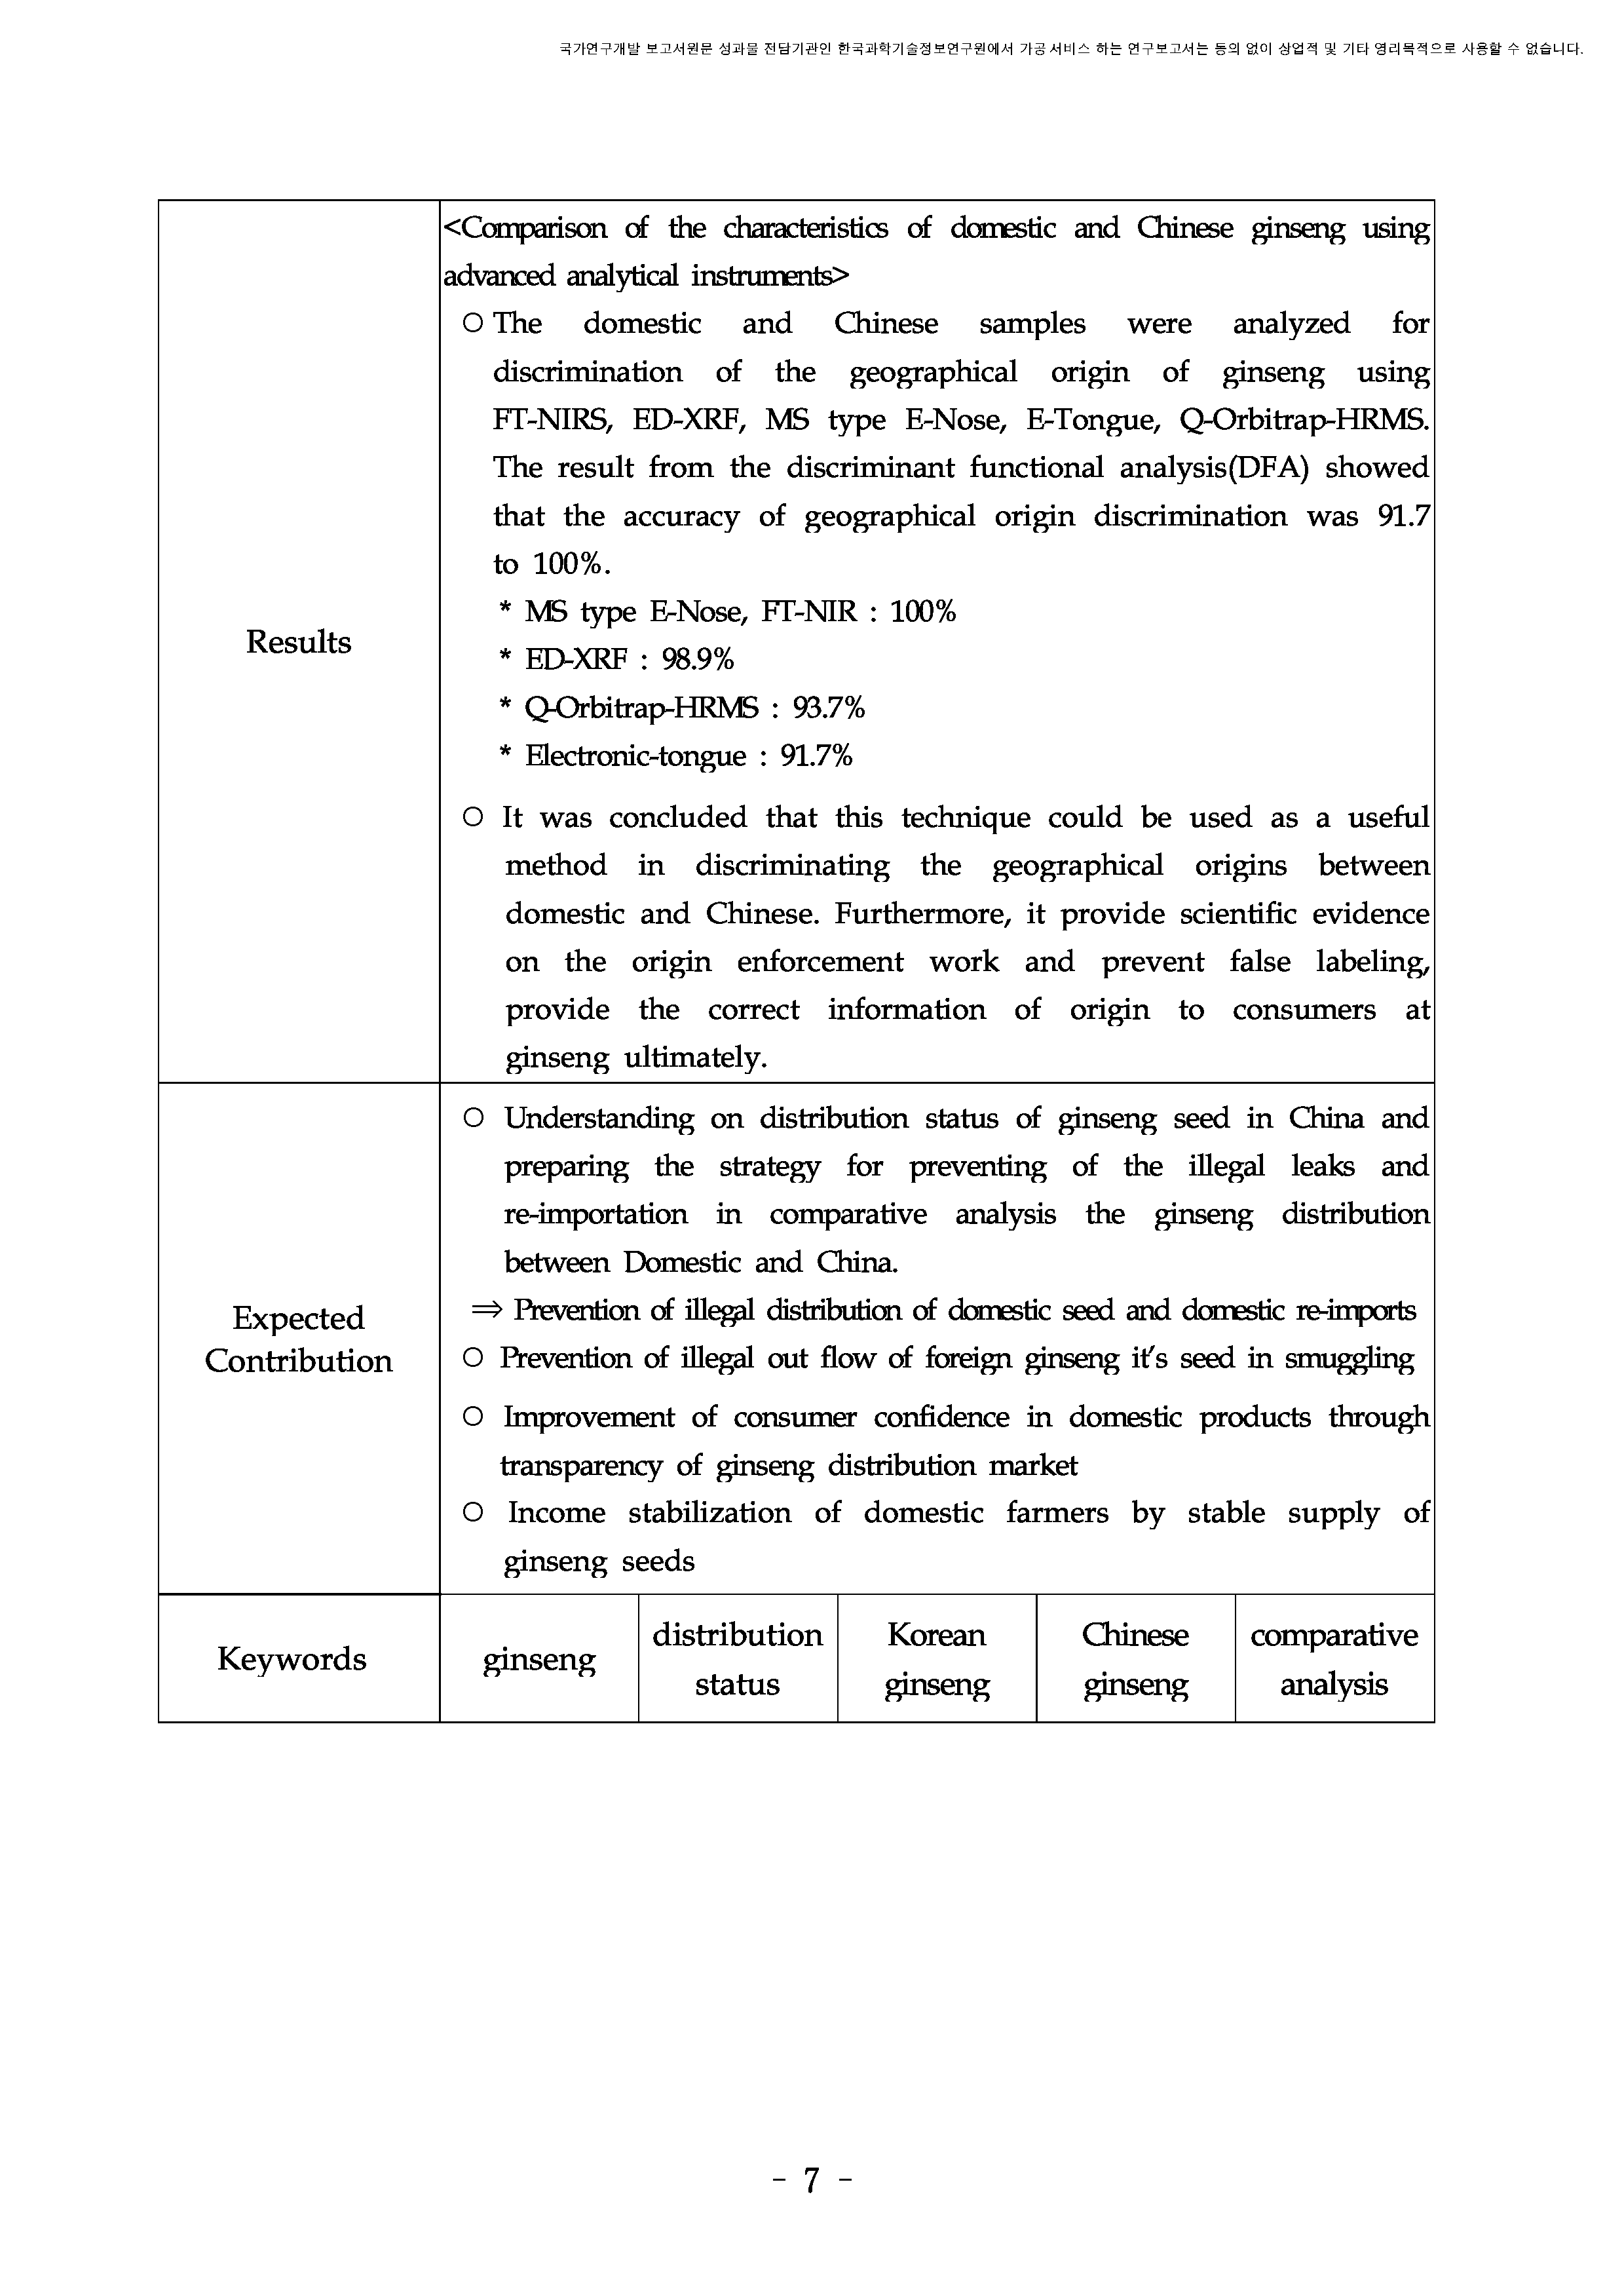 국가연구개발 보고서원문 성과물 전담기관인 한국과학기술정보연구원에서 가공·서비스 하는 연구보고서는 동의 없이 상업적 및 기타 영리목적으로 사용할 수 없습니다.
Results
<Comparison of the characteristics of domestic and Chinese ginseng using
advanced analytical instruments>
○ The domestic and Chinese samples were analyzed for
discrimination of the geographical origin of ginseng using
FT-NIRS, ED-XRF, MS type E-Nose, E-Tongue, Q-Orbitrap-HRMS.
The result from the discriminant functional analysis(DFA) showed
that the accuracy of geographical origin discrimination was 91.7
to 100%.
* MS type E-Nose, FT-NIR : 100%
* ED-XRF : 98.9%
* Q-Orbitrap-HRMS : 93.7%
* Electronic-tongue : 91.7%
○ It was concluded that this technique could be used as a useful
method in discriminating the geographical origins between
domestic and Chinese. Furthermore, it provide scientific evidence
on the origin enforcement work and prevent false labeling,
provide the correct information of origin to consumers at
ginseng ultimately.
Expected
Contribution
○ Understanding on distribution status of ginseng seed in China and
preparing the strategy for preventing of the illegal leaks and
re-importation in comparative analysis the ginseng distribution
between Domestic and China.
⇒ Prevention of illegal distribution of domestic seed and domestic re-imports
○ Prevention of illegal out flow of foreign ginseng it's seed in smuggling
○ Improvement of consumer confidence in domestic products through
transparency of ginseng distribution market
○ Income stabilization of domestic farmers by stable supply of
ginseng seeds
Keywords
ginseng
distribution
status
Korean
ginseng
Chinese
ginseng
comparative
analysis
- 7 -